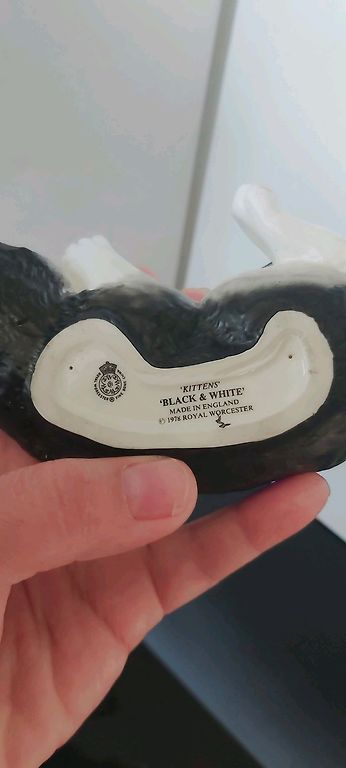 'KITTENS'
'BLACK & WHITE'
MADE IN ENGLAND
© 1976 ROYAL WORCESTER